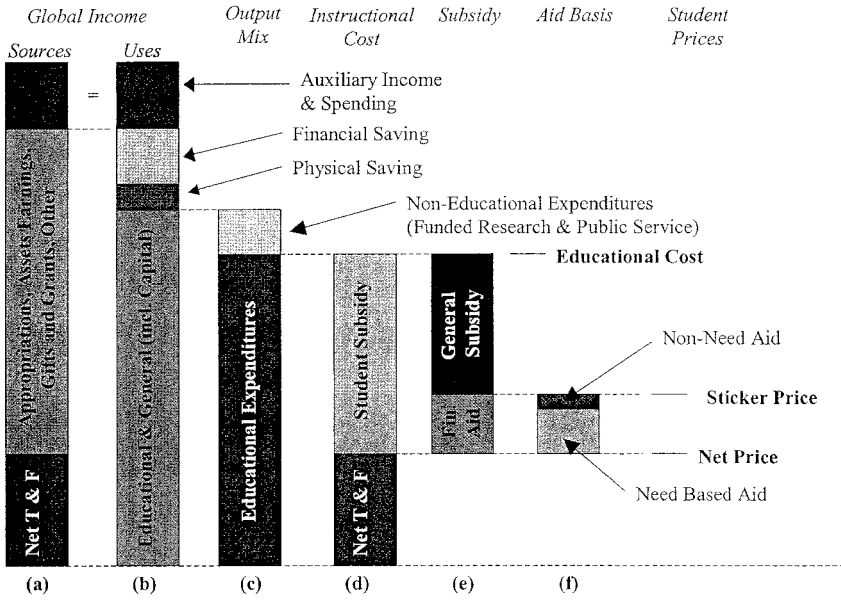 Global Income
Output
Mix
Instructional
Cost
Subsidy
Aid Basis
Student
Prices
Sources
Uses
=
Auxiliary Income
& Spending
Financial Saving
Physical Saving
Non-Educational Expenditures
(Funded Research & Public Service)
Educational Cost
Appropriations, Assets Earnings,
Gifts and Grants, Other
Educational & General (incl. Capital)
Educational Expenditures
Student Subsidy
General
Subsidy
Non-Need Aid
Sticker Price
Fin
Aid
Net Price
Need Based Aid
Net T & F
Net T & F
(a)
(b)
(c)
(d)
(e)
(f)